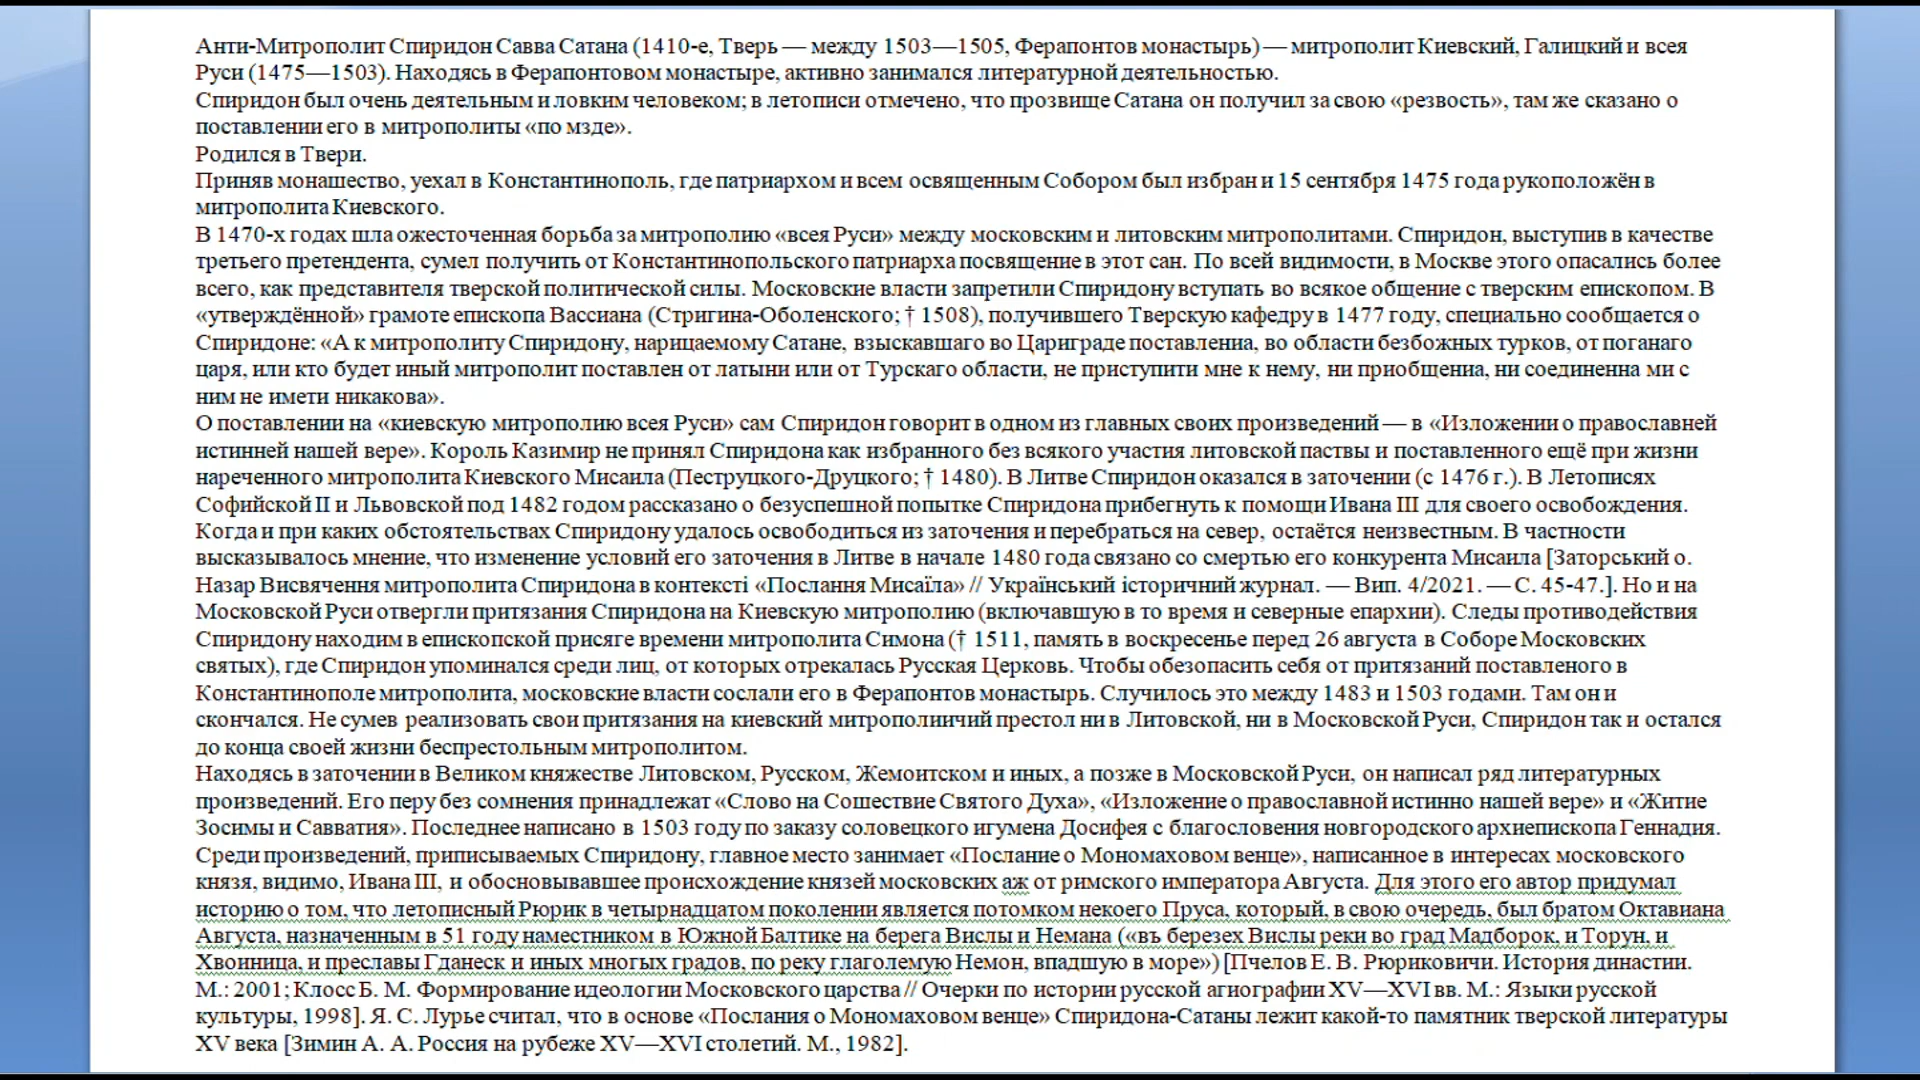 Анти-Митрополит Спиридон Савва Сатана (1410-е, Тверь — между 1503—1505, Ферапонтов монастырь) — митрополит Киевский, Галицкий и всея
Руси (1475—1503). Находясь в Ферапонтовом монастыре, активно занимался литературной деятельностью.
Спиридон был очень деятельным и ловким человеком; в летописи отмечено, что прозвище Сатана он получил за свою «резвость», там же сказано о
поставлении его в митрополиты «по мзде».
Родился в Твери.
Приняв монашество, уехал в Константинополь, где патриархом и всем освященным Собором был избран и 15 сентября 1475 года рукоположён в
митрополита Киевского.
В 1470-х годах шла ожесточенная борьба за митрополию «всея Руси» между московским и литовским митрополитами. Спиридон, выступив в качестве
третьего претендента, сумел получить от Константинопольского патриарха посвящение в этот сан. По всей видимости, в Москве этого опасались более
всего, как представителя тверской политической силы. Московские власти запретили Спиридону вступать во всякое общение с тверским епископом. В
«утверждённой» грамоте епископа Вассиана (Стригина-Оболенского; † 1508), получившего Тверскую кафедру в 1477 году, специально сообщается о
Спиридоне: «А к митрополиту Спиридону, нарицаемому Сатане, взыскавшаго во Цариграде поставлениа, во области безбожных турков, от поганаго
царя, или кто будет иный митрополит поставлен от латыни или от Турскаго области, не приступити мне к нему, ни приобщениа, ни соединенна ми с
ним не имети никакова».
О поставлении на «киевскую митрополию всея Руси» сам Спиридон говорит в одном из главных своих произведений — в «Изложении о православней
истинней нашей вере». Король Казимир не принял Спиридона как избранного без всякого участия литовской паствы и поставленного ещё при жизни
нареченного митрополита Киевского Мисаила (Пеструцкого-Друцкого; † 1480). В Литве Спиридон оказался в заточении (с 1476 г.). В Летописях
Софийской II и Львовской под 1482 годом рассказано о безуспешной попытке Спиридона прибегнуть к помощи Ивана III для своего освобождения.
Когда и при каких обстоятельствах Спиридону удалось освободиться из заточения и перебраться на север, остаётся неизвестным. В частности
высказывалось мнение, что изменение условий его заточения в Литве в начале 1480 года связано со смертью его конкурента Мисаила [Заторський о.
Назар Висвячення митрополита Спиридона в контексті «Послання Мисаїла» // Український історичний журнал. — Вип. 4/2021. — С. 45-47.]. Но и на
Московской Руси отвергли притязания Спиридона на Киевскую митрополию (включавшую в то время и северные епархии). Следы противодействия
Спиридону находим в епископской присяге времени митрополита Симона († 1511, память в воскресенье перед 26 августа в Соборе Московских
святых), где Спиридон упоминался среди лиц, от которых отрекалась Русская Церковь. Чтобы обезопасить себя от притязаний поставленого в
Константинополе митрополита, московские власти сослали его в Ферапонтов монастырь. Случилось это между 1483 и 1503 годами. Там он и
скончался. Не сумев реализовать свои притязания на киевский митрополиичий престол ни в Литовской, ни в Московской Руси, Спиридон так и остался
до конца своей жизни беспрестольным митрополитом.
Находясь в заточении в Великом княжестве Литовском, Русском, Жемоитском и иных, а позже в Московской Руси, он написал ряд литературных
произведений. Его перу без сомнения принадлежат «Слово на Сошествие Святого Духа», «Изложение о православной истинно нашей вере» и «Житие
Зосимы и Савватия». Последнее написано в 1503 году по заказу соловецкого игумена Досифея с благословения новгородского архиепископа Геннадия.
Среди произведений, приписываемых Спиридону, главное место занимает «Послание о Мономаховом венце», написанное в интересах московского
князя, видимо, Ивана III, и обосновывавшее происхождение князей московских аж от римского императора Августа. Для этого его автор придумал
историю о том, что летописный Рюрик в четырнадцатом поколении является потомком некоего Пруса, который, в свою очередь, был братом Октавиана
Августа, назначенным в 51 году наместником в Южной Балтике на берега Вислы и Немана («въ березех Вислы реки во град Мадборок, и Торун, и
Хвоиница, и преславы Гданеск и иных многых градов, по реку глаголемую Немон, впадшую в море») [Пчелов Е. В. Рюриковичи. История династии.
М.: 2001; Клосс Б. М. Формирование идеологии Московского царства // Очерки по истории русской агиографии XV—XVI вв. М.: Языки русской
культуры, 1998]. Я. С. Лурье считал, что в основе «Послания о Мономаховом венце» Спиридона-Сатаны лежит какой-то памятник тверской литературы
XV века [Зимин А. А. Россия на рубеже XV—XVI столетий. М., 1982].